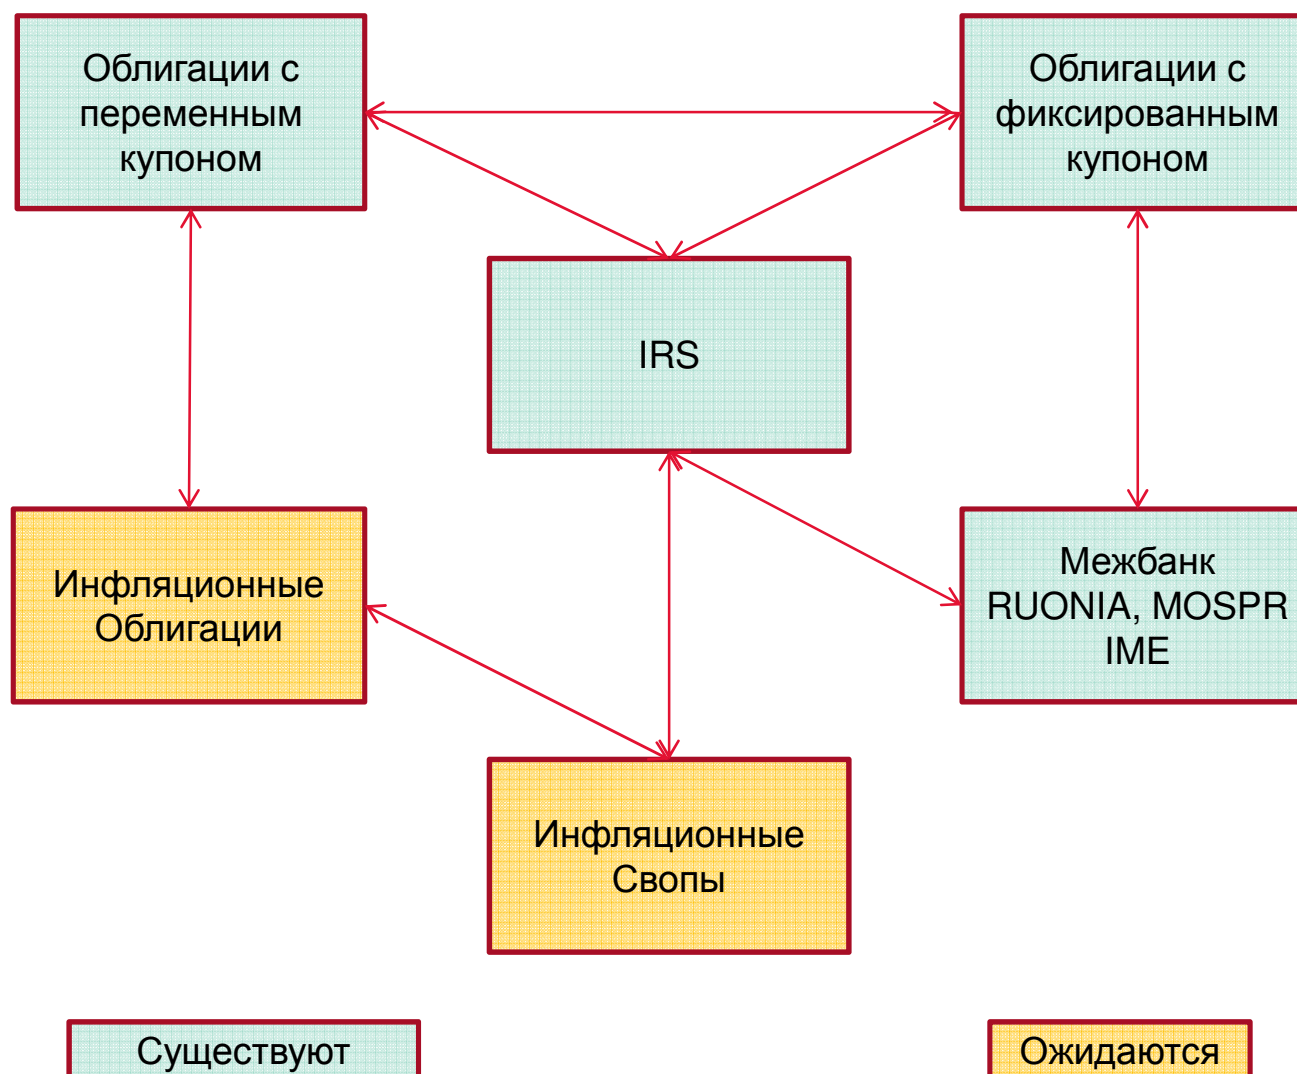 Облигации с
переменным
купоном
Облигации с
фиксированным
купоном
IRS
Инфляционные
Облигации
Межбанк
RUONIA, MOSPR
IME
Инфляционные
Свопы
Существуют
Ожидаются